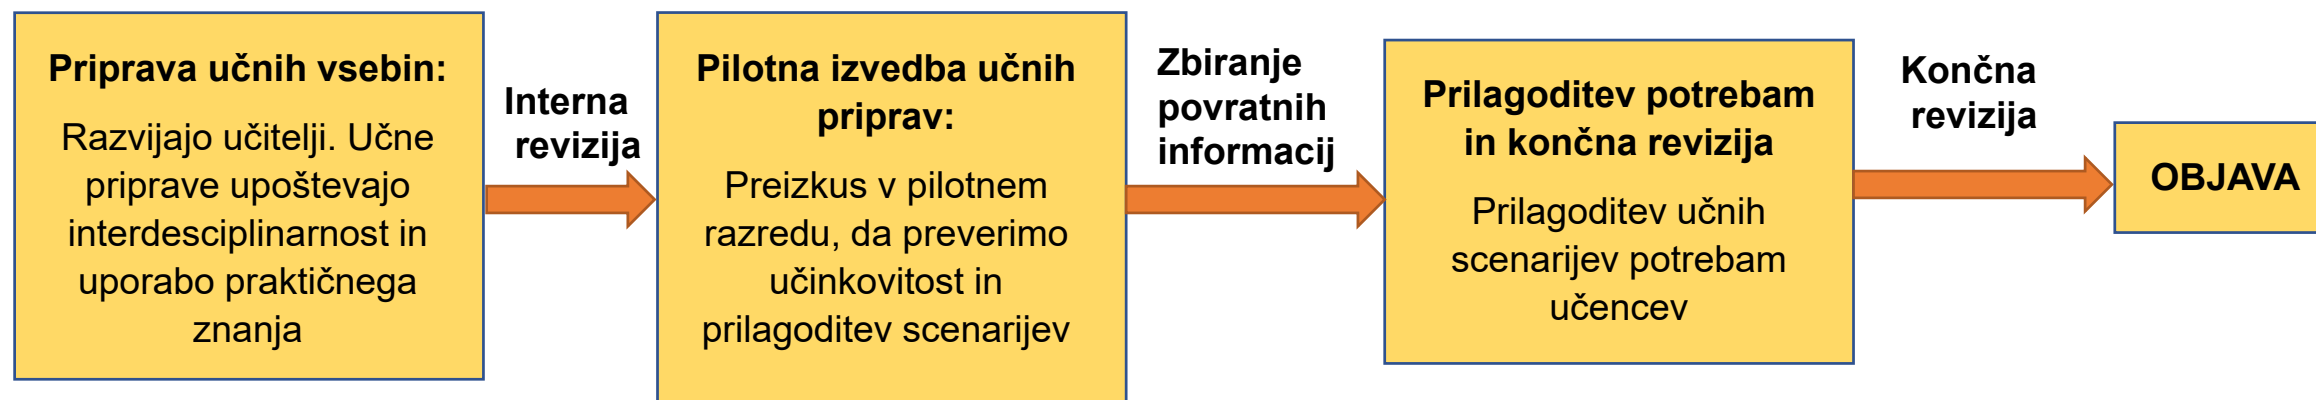 Priprava učnih vsebin:
Razvijajo učitelji. Učne
priprave upoštevajo
interdesciplinarnost in
uporabo praktičnega
znanja
Interna
revizija
Pilotna izvedba učnih
priprav:
Preizkus v pilotnem
razredu, da preverimo
učinkovitost in
prilagoditev scenarijev
Zbiranje
povratnih
informacij
Prilagoditev potrebam
in končna revizija
Prilagoditev učnih
scenarijev potrebam
učencev
Končna
revizija
OBJAVA